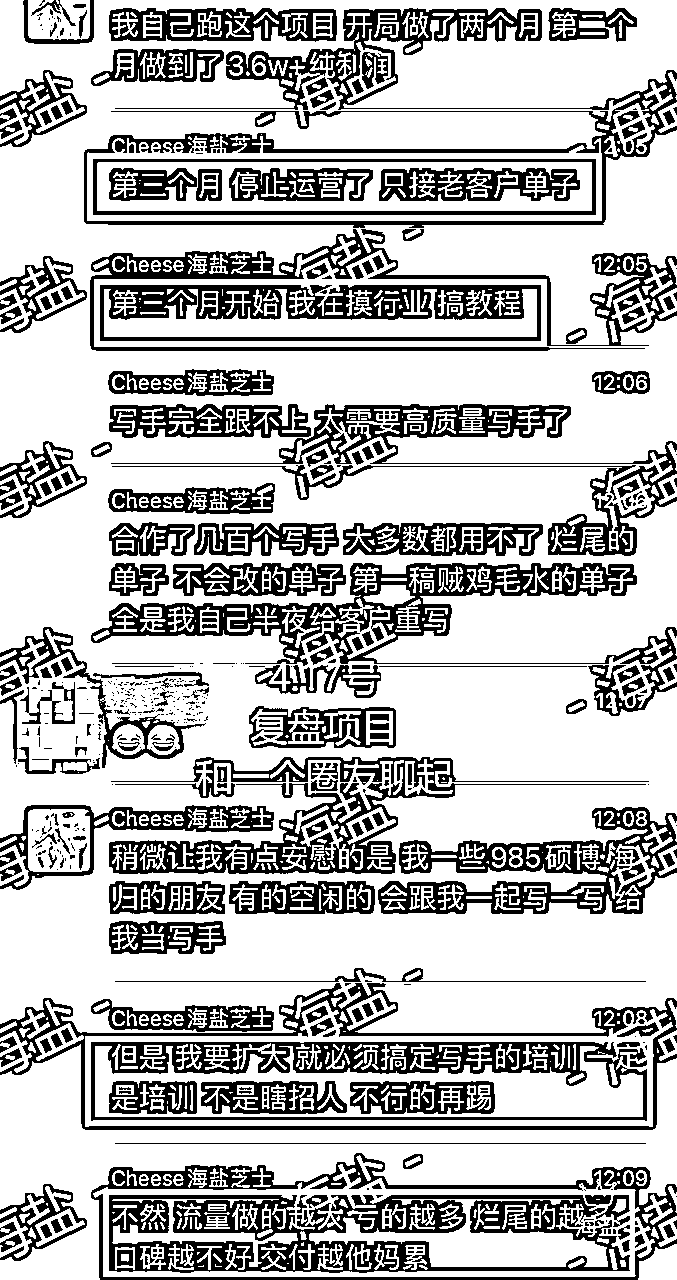 我自己跑这个项目 开局做了两个月 第二个
月做到了 3.6w+ 纯利润
Cheese海盐芝士 12:05
第三个月 停止运营了 只接老客户单子
Cheese海盐芝士 12:05
第三个月开始 我在摸行业 搞教程
Cheese海盐芝士 12:06
写手完全跟不上 太需要高质量写手了
Cheese海盐芝士
合作了几百个写手 大多数都用不了 烂尾的
单子 不会改的单子 第一稿贼鸡毛水的单子
全是我自己半夜给客户重写
4.17号
12:07
复盘项目
和一个圈友聊起
Cheese海盐芝士 12:08
稍微让我有点安慰的是 我一些985硕博 海
归的朋友 有的空闲的 会跟我一起写一写 给
我当写手
Cheese海盐芝士 12:08
但是 我要扩大 就必须搞定写手的培训 一定
是培训 不是瞎招人 不行的再踢
Cheese海盐芝士 12:09
不然 流量做的越大 亏的越多 烂尾的越多
口碑越不好 交付越他妈累
海盐